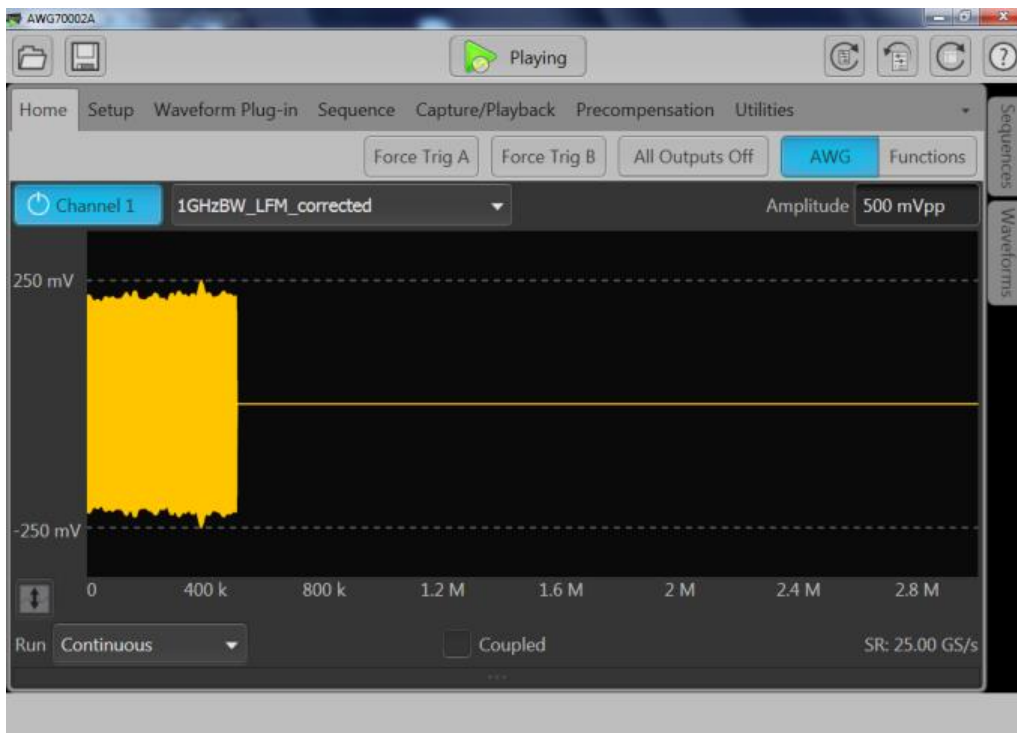 AWG70002A
Playing
Home Setup Waveform Plug-in Sequence Capture/Playback Precompensation Utilities
Force Trig A Force Trig B All Outputs Off AWG Functions
Channel 1 1GHzBW_LFM_corrected Amplitude 500 mVpp
250 mV
-250 mV
0 400 k 800 k 1.2 M 1.6 M 2 M 2.4 M 2.8 M
Run Continuous Coupled SR: 25.00 GS/s
Sequences
Waveforms